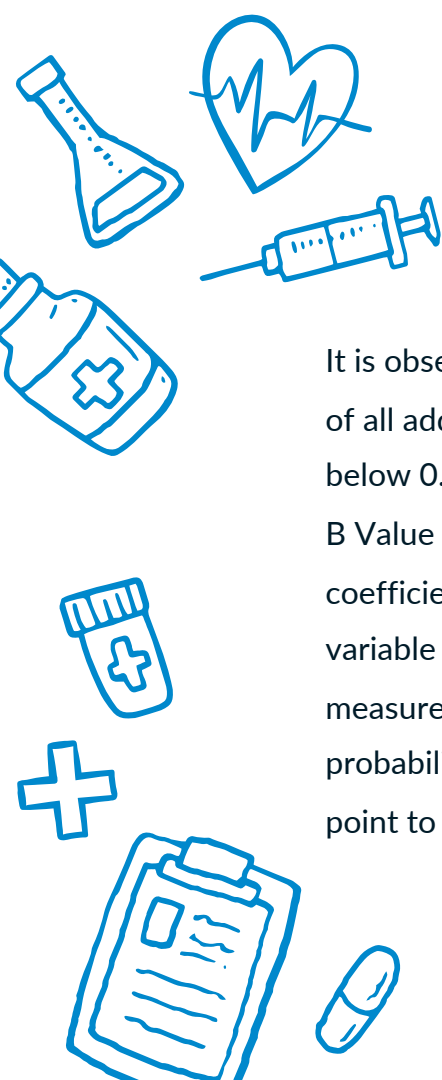 It is obse
of all add
below 0.
B Value
coefficie
variable
measure
probabil
point to